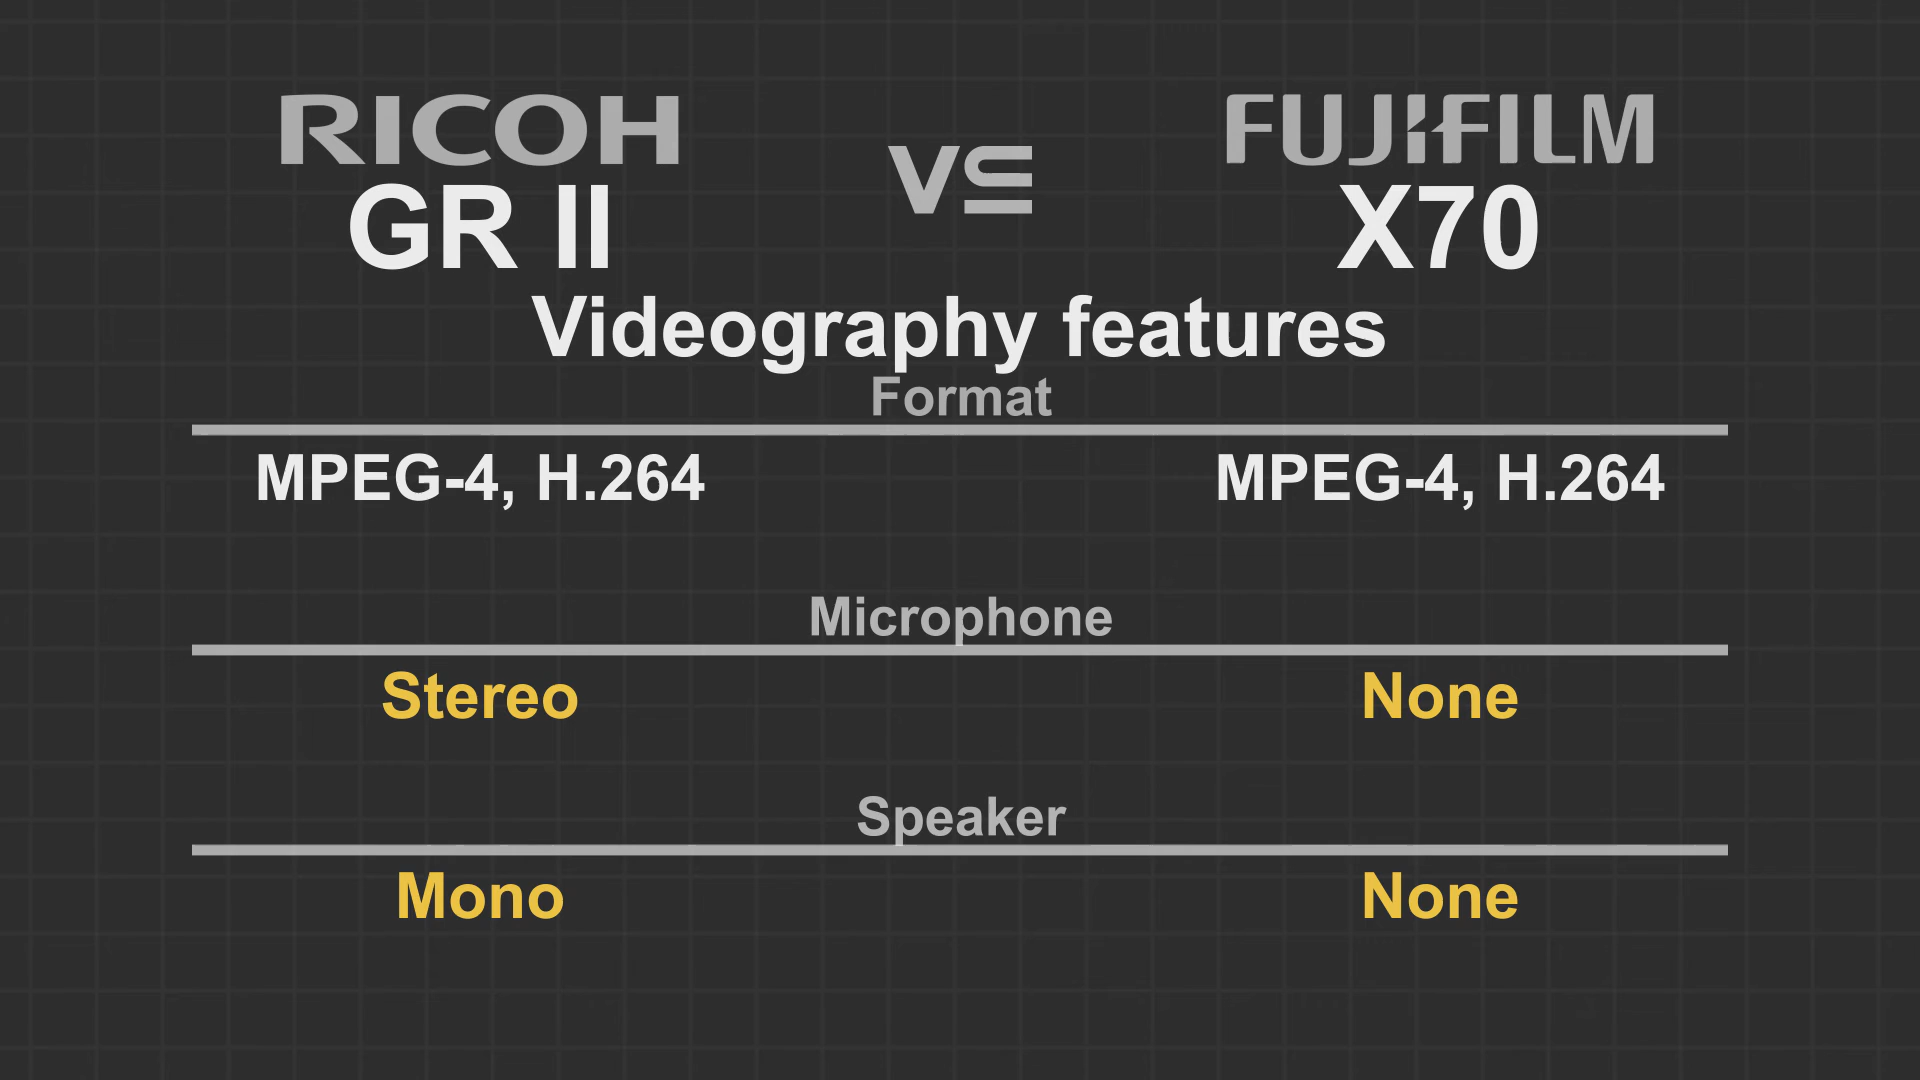 RICOH
GR II
VS
FUJIFILM
X70
Videography features
Format
MPEG-4, H.264
MPEG-4, H.264
Microphone
Stereo
None
Speaker
Mono
None